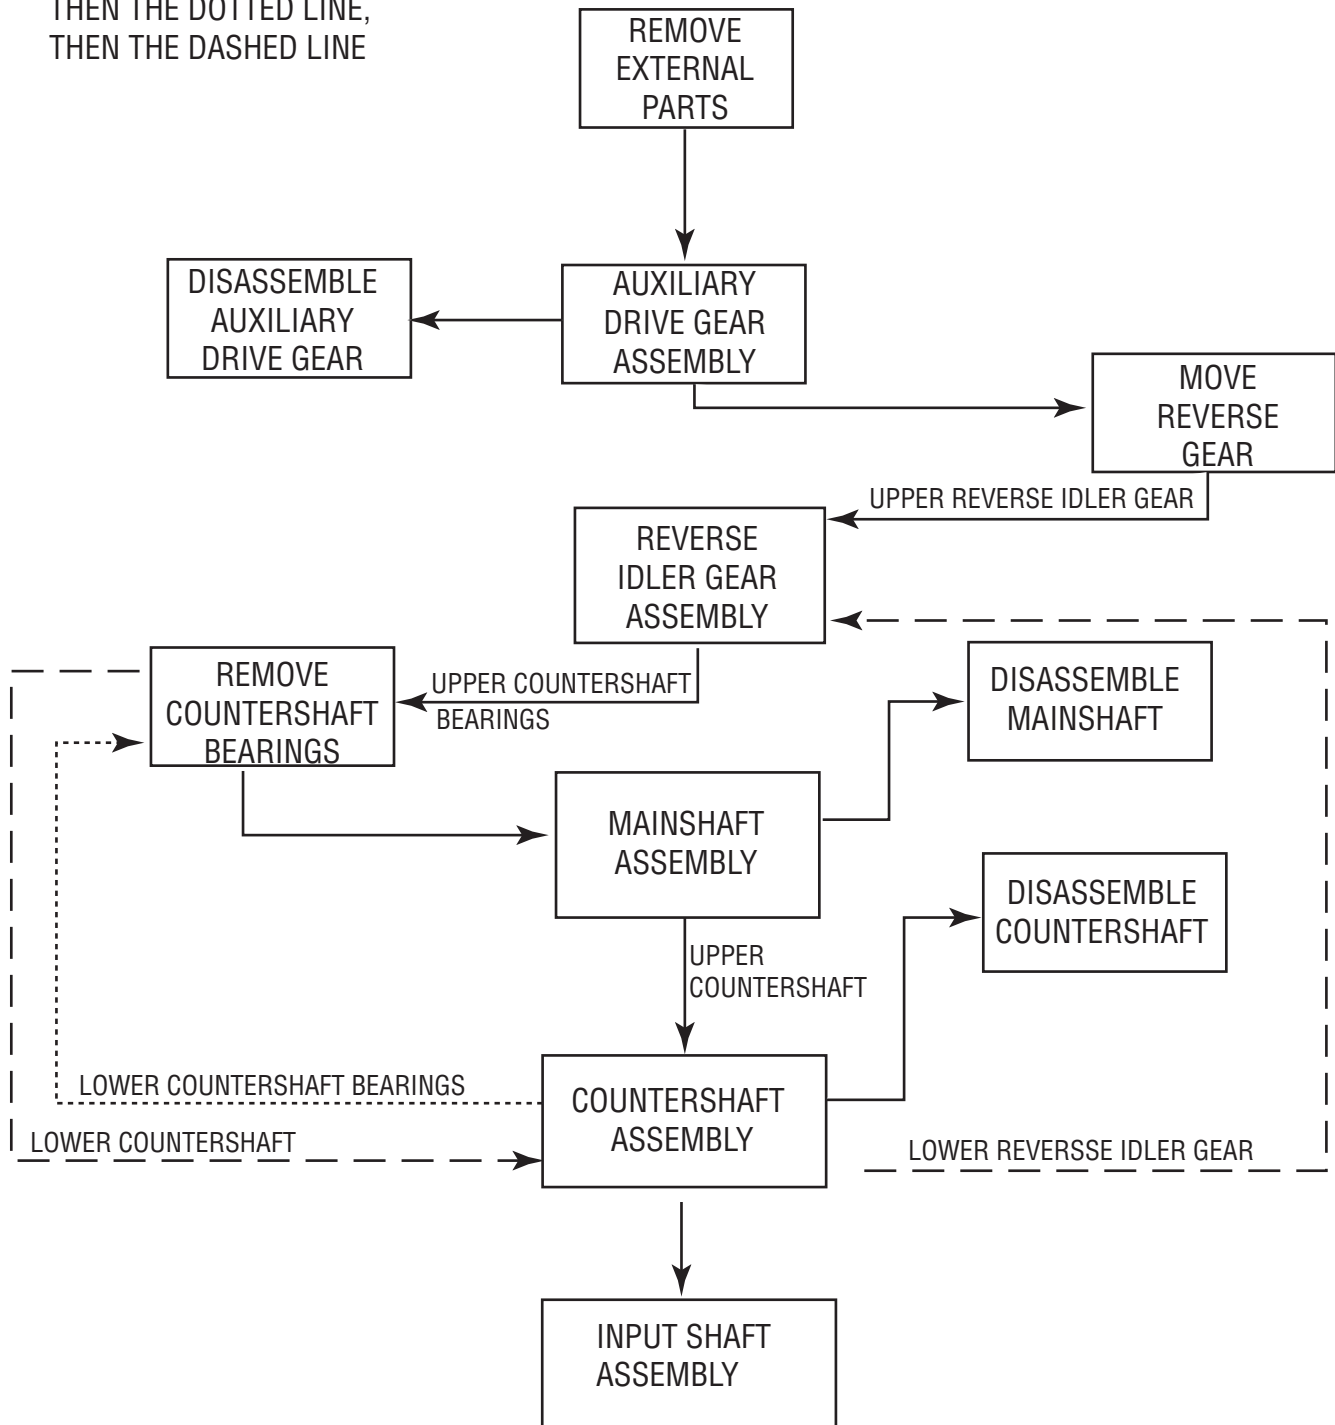 THEN THE DOTTED LINE,
THEN THE DASHED LINE
REMOVE
EXTERNAL
PARTS
DISASSEMBLE
AUXILIARY
DRIVE GEAR
AUXILIARY
DRIVE GEAR
ASSEMBLY
MOVE
REVERSE
GEAR
UPPER REVERSE IDLER GEAR
REVERSE
IDLER GEAR
ASSEMBLY
REMOVE
COUNTERSHAFT
BEARINGS
UPPER COUNTERSHAFT
BEARINGS
DISASSEMBLE
MAINSHAFT
MAINSHAFT
ASSEMBLY
DISASSEMBLE
COUNTERSHAFT
UPPER
COUNTERSHAFT
LOWER COUNTERSHAFT BEARINGS
COUNTERSHAFT
ASSEMBLY
LOWER COUNTERSHAFT
LOWER REVERSSE IDLER GEAR
INPUT SHAFT
ASSEMBLY